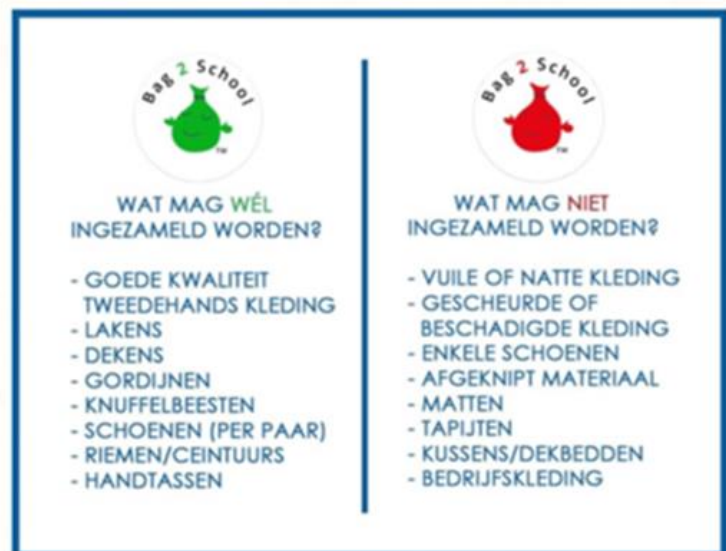 Bag 2 School
TM
WAT MAG WÉL
INGEZAMELD WORDEN?
- GOEDE KWALITEIT
TWEEDEHANDS KLEDING
- LAKENS
- DEKENS
- GORDIJNEN
- KNUFFELBEESTEN
- SCHOENEN (PER PAAR)
- RIEMEN/CEINTUURS
- HANDTASSEN
Bag 2 School
TM
WAT MAG NIET
INGEZAMELD WORDEN?
- VUILE OF NATTE KLEDING
- GESCHEURDE OF
BESCHADIGDE KLEDING
- ENKELE SCHOENEN
- AFGEKNIPT MATERIAAL
- MATTEN
- TAPIJTEN
- KUSSENS/DEKBEDDEN
- BEDRIJFSKLEDING